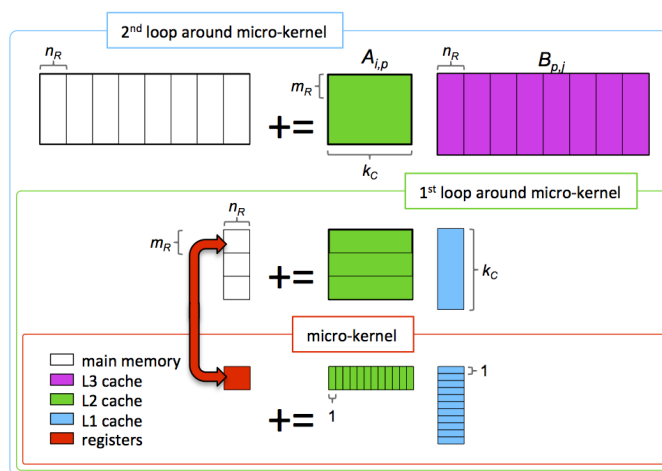 2nd loop around micro-kernel
nR
Ai,p
nR
Bp,j
mR
+=
kC
1st loop around micro-kernel
nR
mR
+=
kC
micro-kernel
main memory
L3 cache
L2 cache
L1 cache
registers
+=
1
1